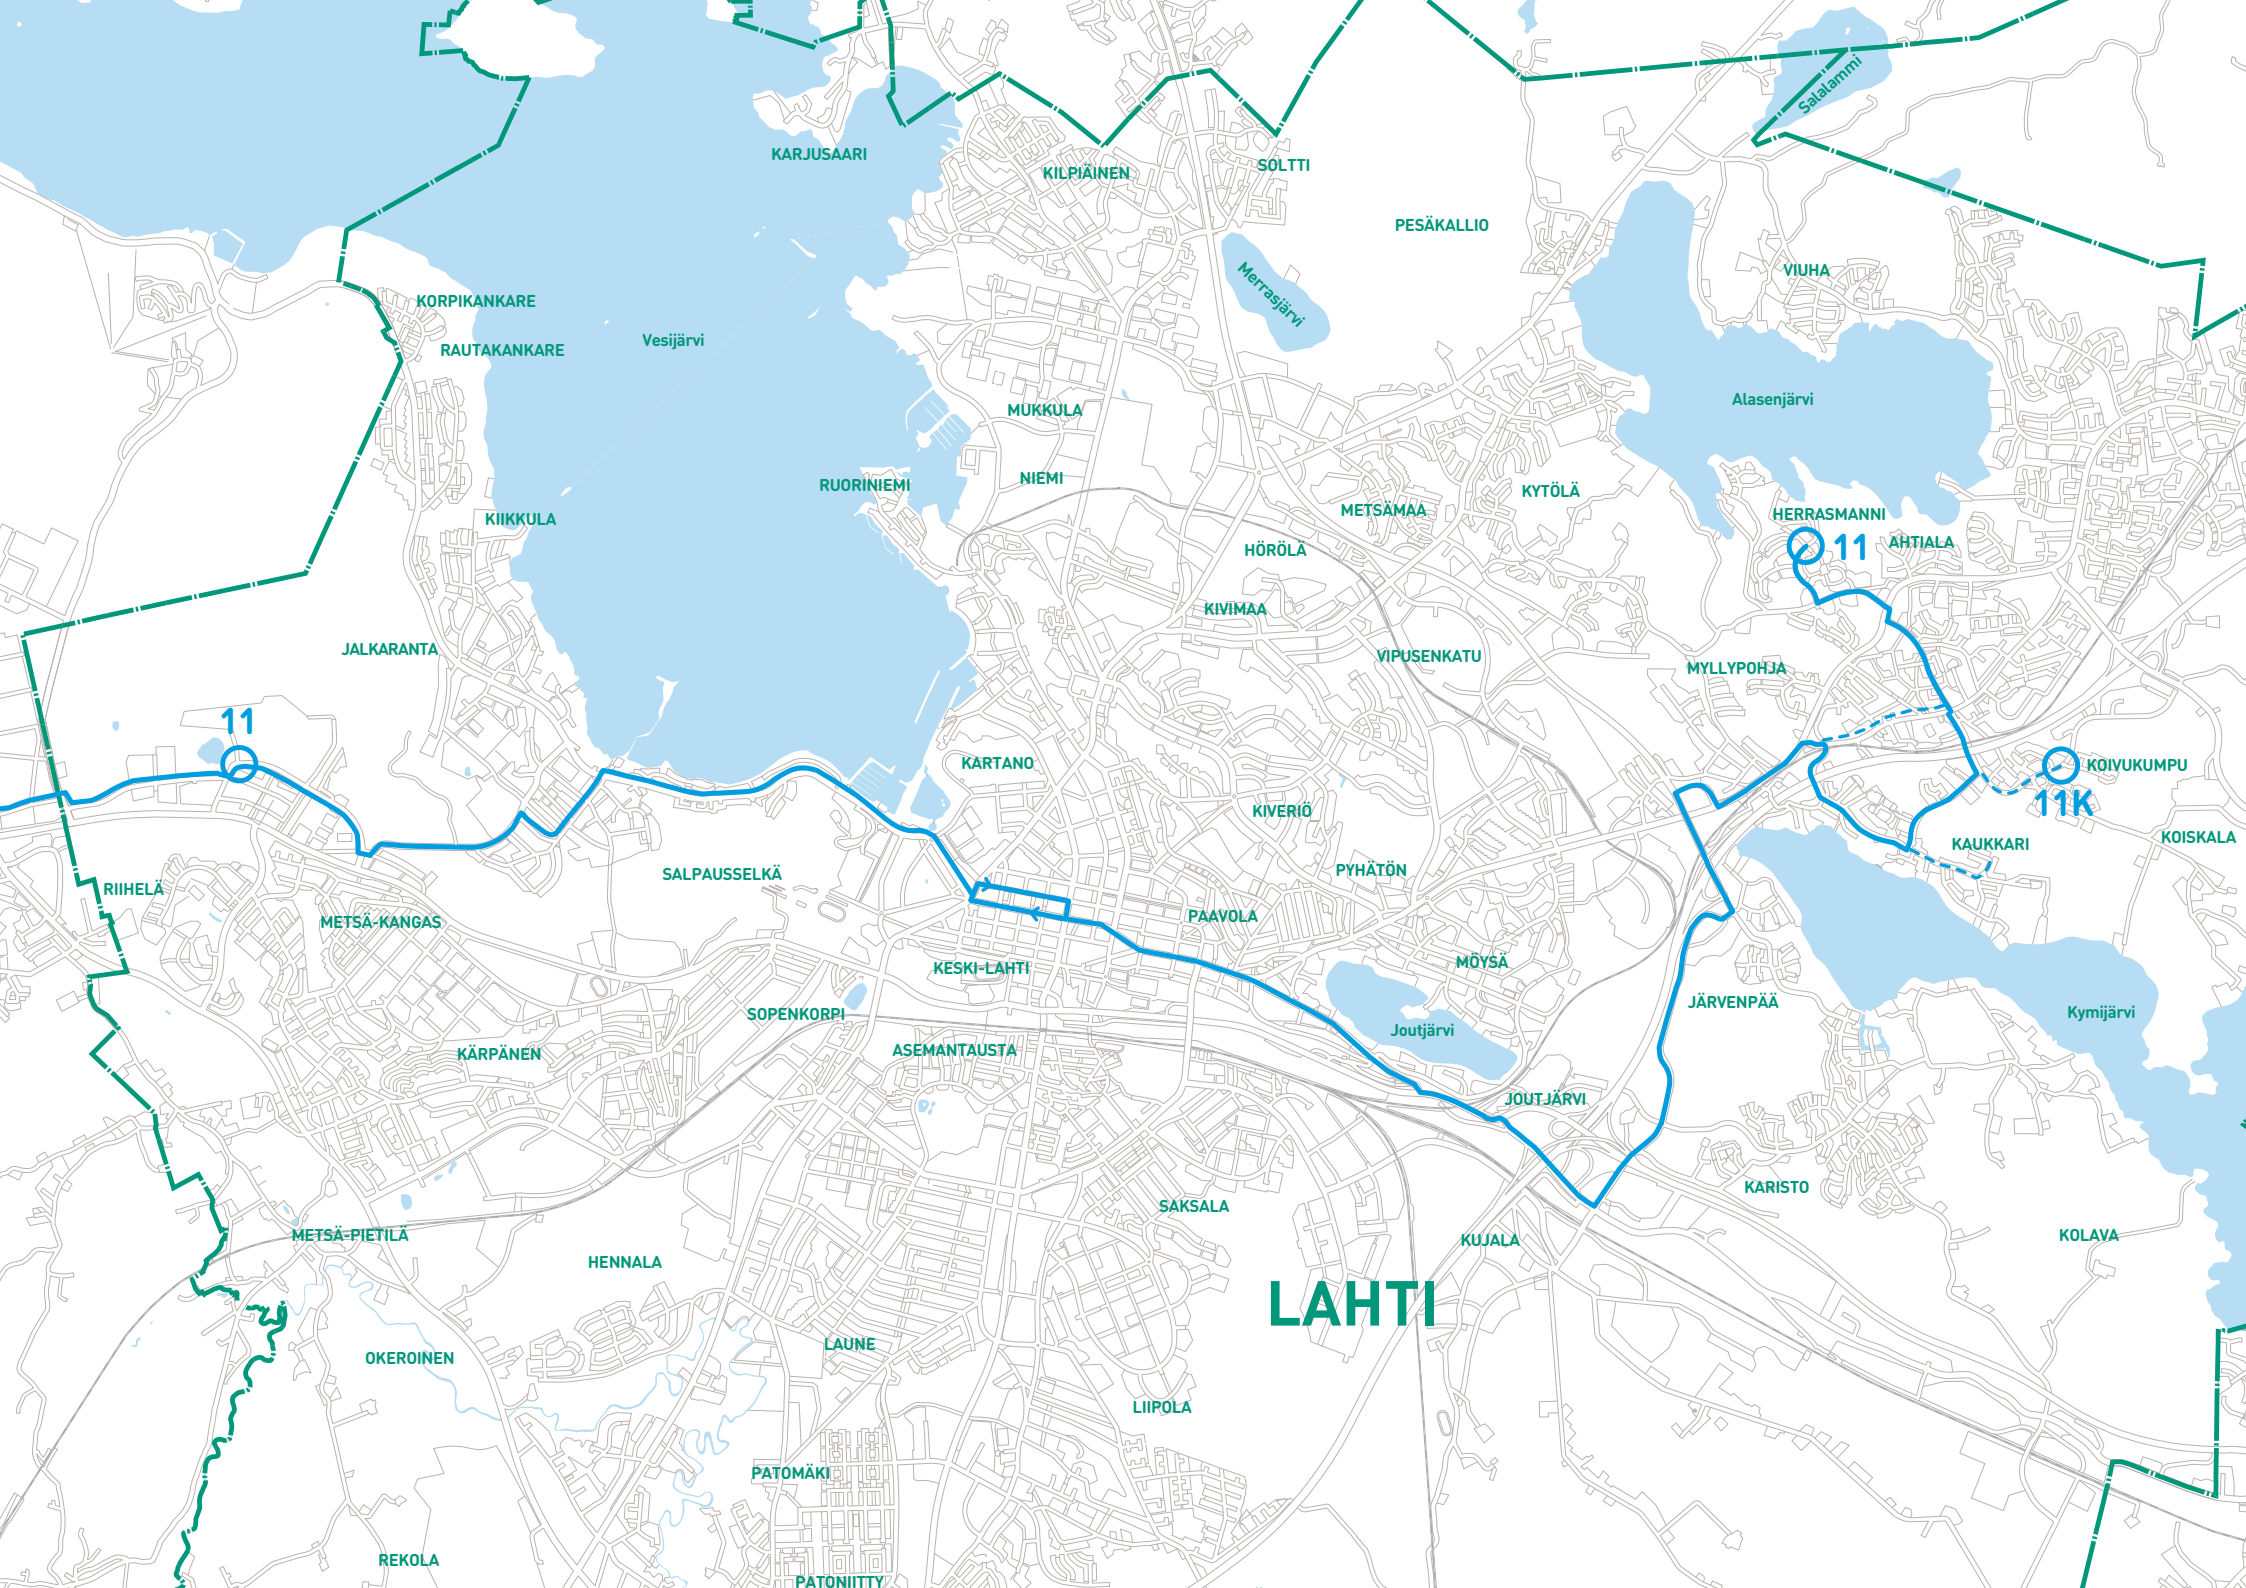 Salalammi
KARJUSAARI
SOLTTI
KILPIÄINEN
PESÄKALLIO
VIUHA
Merrasjärvi
KORPIKANKARE
Vesijärvi
RAUTAKANKARE
Alasenjärvi
MUKKULA
NIEMI
RUORINIEMI
KYTÖLÄ
METSÄMAA
HERRASMANNI
KIIKKULA
11
AHTIALA
HÖRÖLÄ
KIVIMAA
JALKARANTA
VIPUSENKATU
MYLLYPOHJA
11
KARTANO
KOIVUKUMPU
11K
KIVERIÖ
KOISKALA
KAUKKARI
PYHÄTÖN
SALPAUSSELKÄ
RIIHELÄ
METSÄ-KANGAS
PAAVOLA
MÖYSÄ
KESKI-LAHTI
JÄRVENPÄÄ
SOPENKORPI
Kymijärvi
Joutjärvi
ASEMANTAUSTA
KÄRPÄNEN
JOUTJÄRVI
KARISTO
SAKSALA
METSÄ-PIETILÄ
KUJALA
KOLAVA
HENNALA
LAHTI
LAUNE
OKEROINEN
LIIPOLA
PATOMÄKI
REKOLA
PATONIITTY